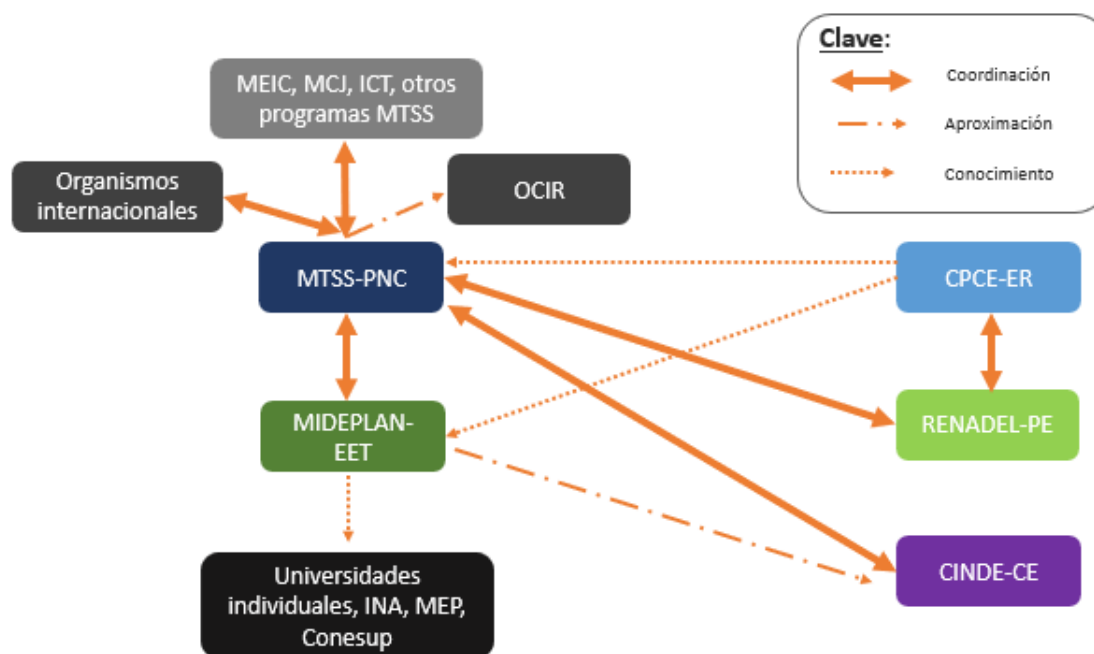 Clave:
Coordinación
Aproximación
Conocimiento
MEIC, MCJ, ICT, otros
programas MTSS
Organismos
internacionales
OCIR
MTSS-PNC
CPCE-ER
MIDEPLAN-
EET
RENADEL-PE
CINDE-CE
Universidades
individuales, INA, MEP,
Conesup